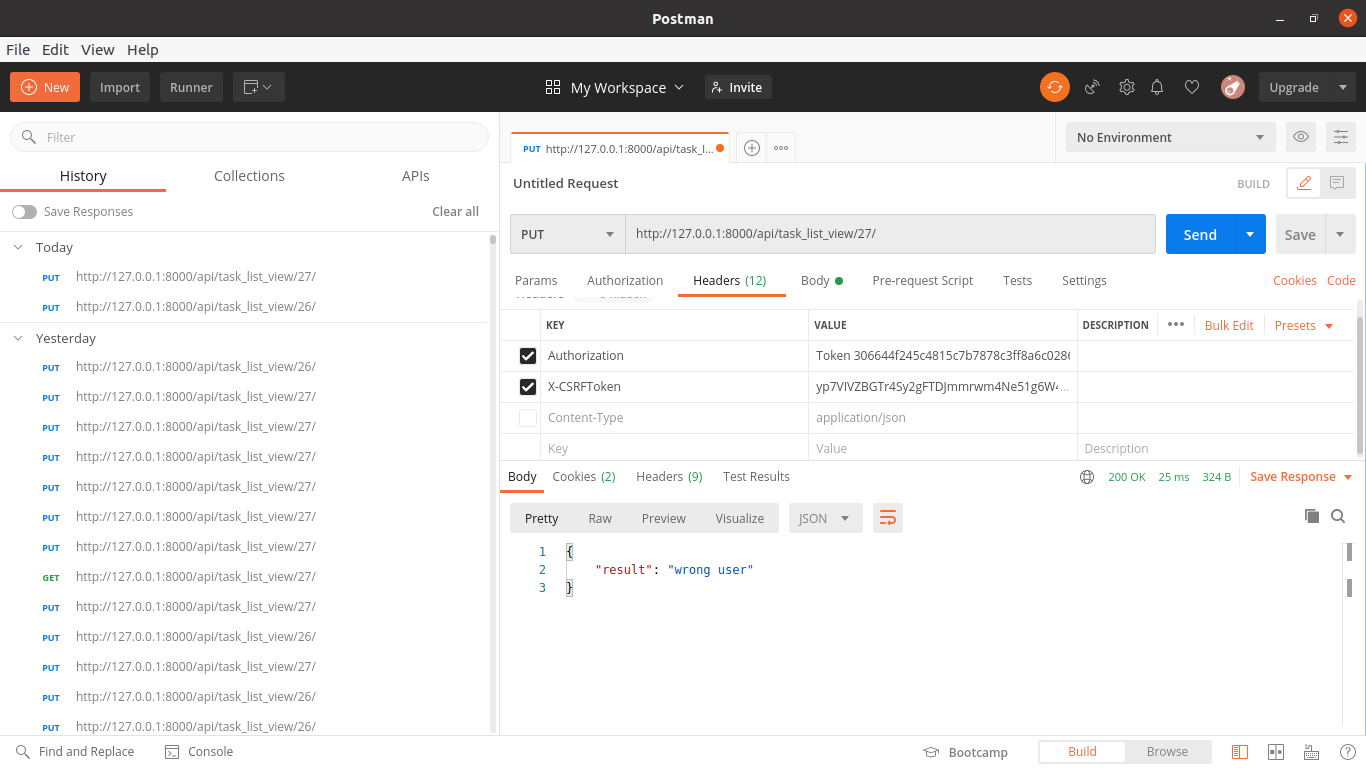 Postman
File Edit View Help
New Import Runner My Workspace Invite Upgrade
Filter
History Collections APIs
Save Responses Clear all
Today
PUT http://127.0.0.1:8000/api/task_list_view/27/
PUT http://127.0.0.1:8000/api/task_list_view/26/
Yesterday
PUT http://127.0.0.1:8000/api/task_list_view/26/
PUT http://127.0.0.1:8000/api/task_list_view/27/
PUT http://127.0.0.1:8000/api/task_list_view/27/
PUT http://127.0.0.1:8000/api/task_list_view/27/
PUT http://127.0.0.1:8000/api/task_list_view/27/
PUT http://127.0.0.1:8000/api/task_list_view/27/
PUT http://127.0.0.1:8000/api/task_list_view/27/
GET http://127.0.0.1:8000/api/task_list_view/27/
PUT http://127.0.0.1:8000/api/task_list_view/27/
PUT http://127.0.0.1:8000/api/task_list_view/26/
PUT http://127.0.0.1:8000/api/task_list_view/27/
PUT http://127.0.0.1:8000/api/task_list_view/26/
PUT http://127.0.0.1:8000/api/task_list_view/26/
PUT http://127.0.0.1:8000/api/task_l...
No Environment
Untitled Request BUILD
PUT http://127.0.0.1:8000/api/task_list_view/27/ Send Save
Params Authorization Headers (12) Body Pre-request Script Tests Settings Cookies Code
KEY VALUE DESCRIPTION ••• Bulk Edit Presets
Authorization Token 306644f245c4815c7b7878c3ff8a6c0286
X-CSRFToken yp7VIVZBGTr4Sy2gFTDJmmrwm4Ne51g6W4...
Content-Type application/json
Key Value Description
Body Cookies (2) Headers (9) Test Results 200 OK 25 ms 324 B Save Response
Pretty Raw Preview Visualize JSON
1 {
2 "result": "wrong user"
3 }
Find and Replace Console Bootcamp Build Browse